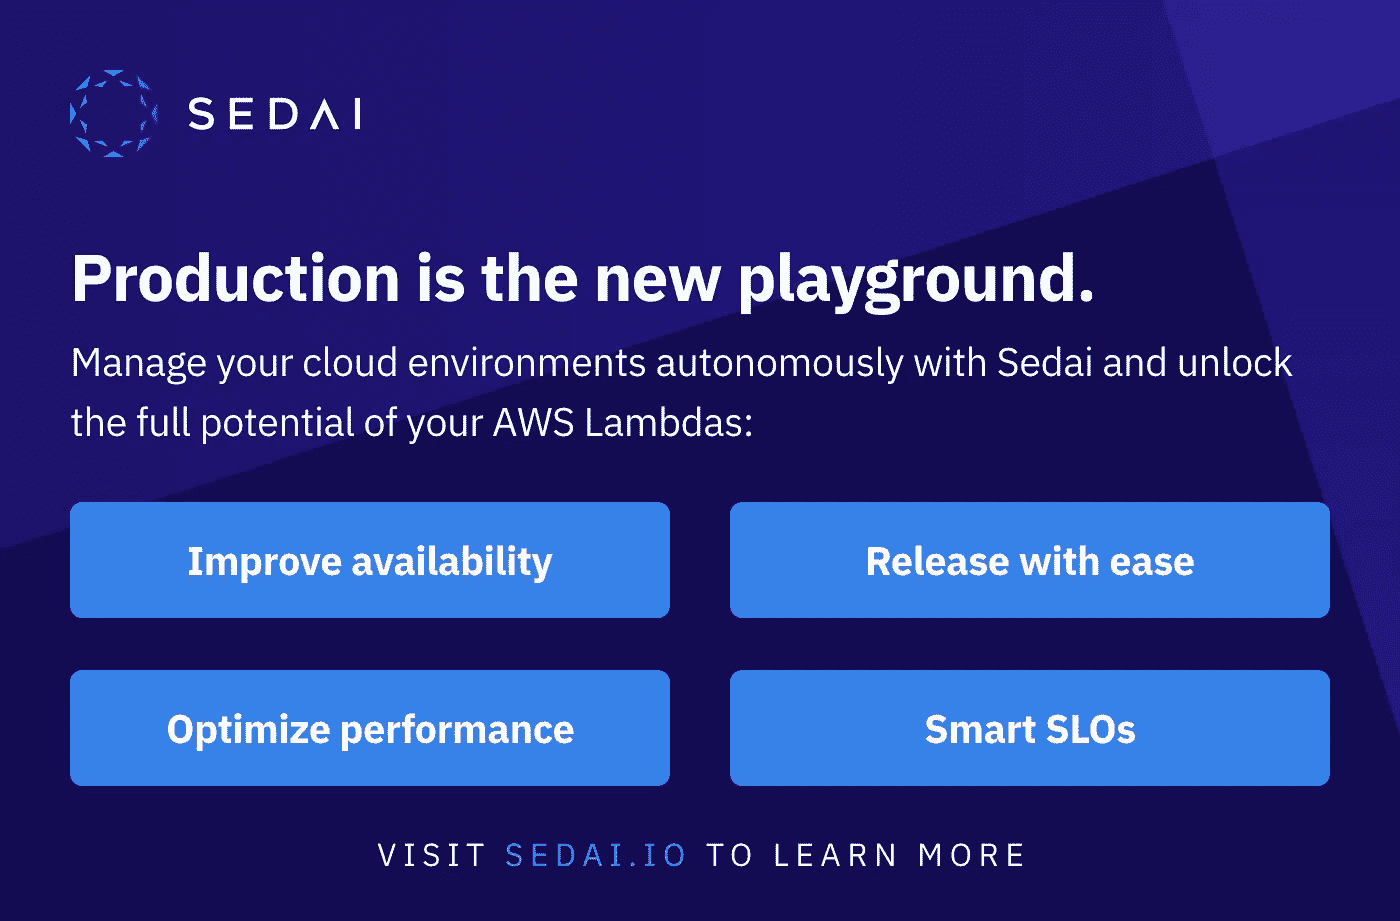 SEDAI
Production is the new playground.
Manage your cloud environments autonomously with Sedai and unlock
the full potential of your AWS Lambdas:
Improve availability
Release with ease
Optimize performance
Smart SLOs
VISIT SEDAI.IO TO LEARN MORE